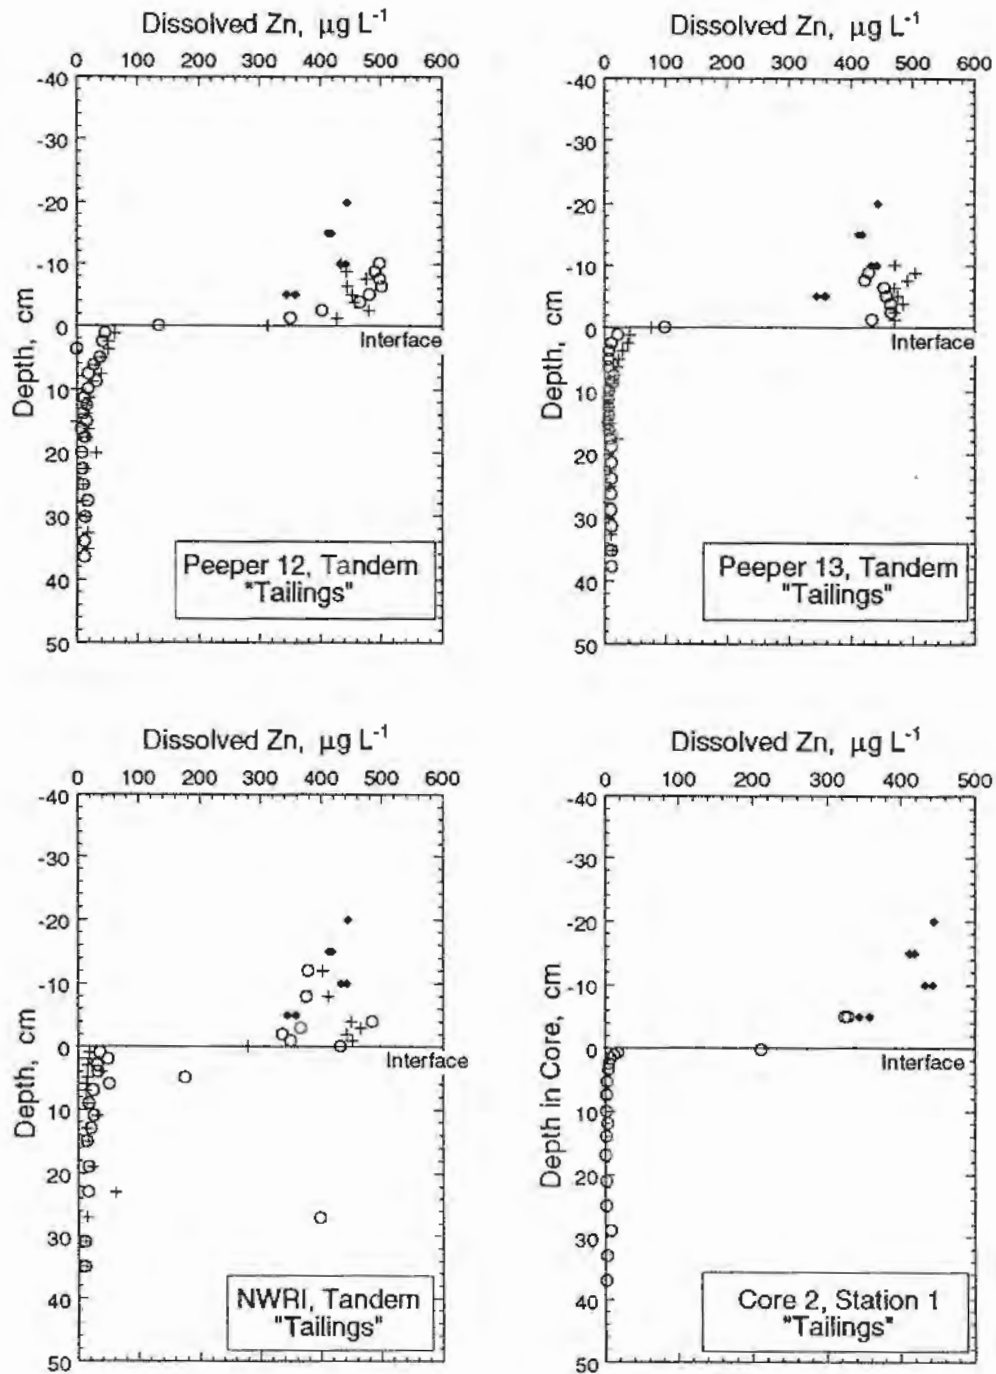 Dissolved Zn, µg L-1
0 100 200 300 400 500 600
-40
-30
-20
-10
0
10
20
30
40
50
Depth, cm
Interface
Peeper 12, Tandem
"Tailings"
Dissolved Zn, µg L-1
0 100 200 300 400 500 600
-40
-30
-20
-10
0
10
20
30
40
50
Depth, cm
Interface
Peeper 13, Tandem
"Tailings"
Dissolved Zn, µg L-1
0 100 200 300 400 500 600
-40
-30
-20
-10
0
10
20
30
40
50
Depth, cm
Interface
NWRI, Tandem
"Tailings"
Dissolved Zn, µg L-1
0 100 200 300 400 500
-40
-30
-20
-10
0
10
20
30
40
50
Depth in Core, cm
Interface
Core 2, Station 1
"Tailings"